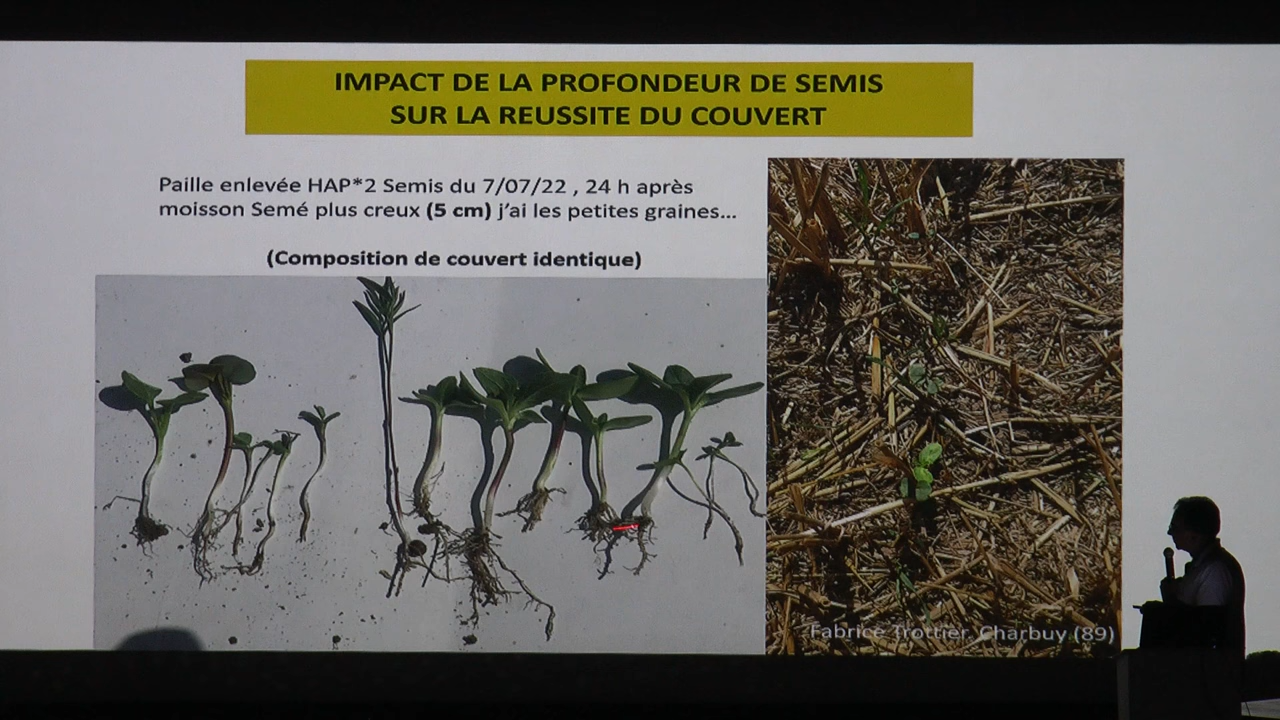 IMPACT DE LA PROFONDEUR DE SEMIS
SUR LA REUSSITE DU COUVERT
Paille enlevée HAP*2 Semis du 7/07/22 , 24 h après
moisson Semé plus creux (5 cm) j'ai les petites graines...
(Composition de couvert identique)
Fabrice Trottier, Charbuy (89)